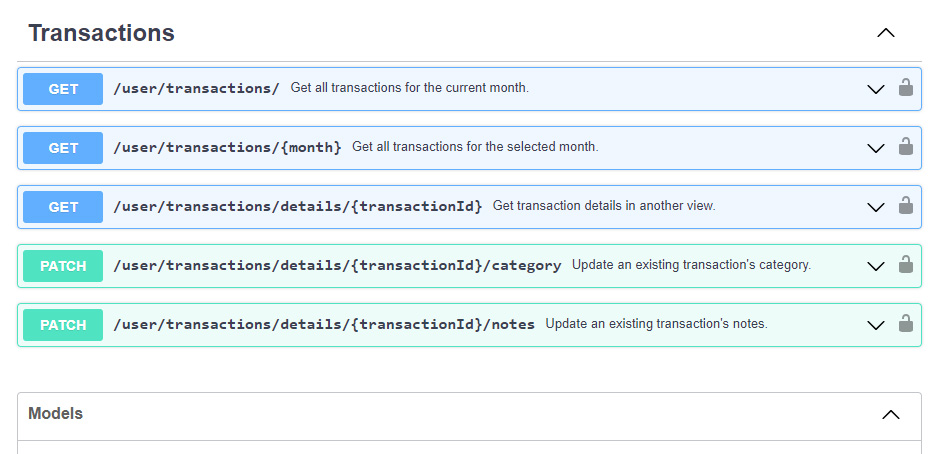 Transactions
GET /user/transactions/ Get all transactions for the current month.
GET /user/transactions/{month} Get all transactions for the selected month.
GET /user/transactions/details/{transactionId} Get transaction details in another view.
PATCH /user/transactions/details/{transactionId}/category Update an existing transaction's category.
PATCH /user/transactions/details/{transactionId}/notes Update an existing transaction's notes.
Models